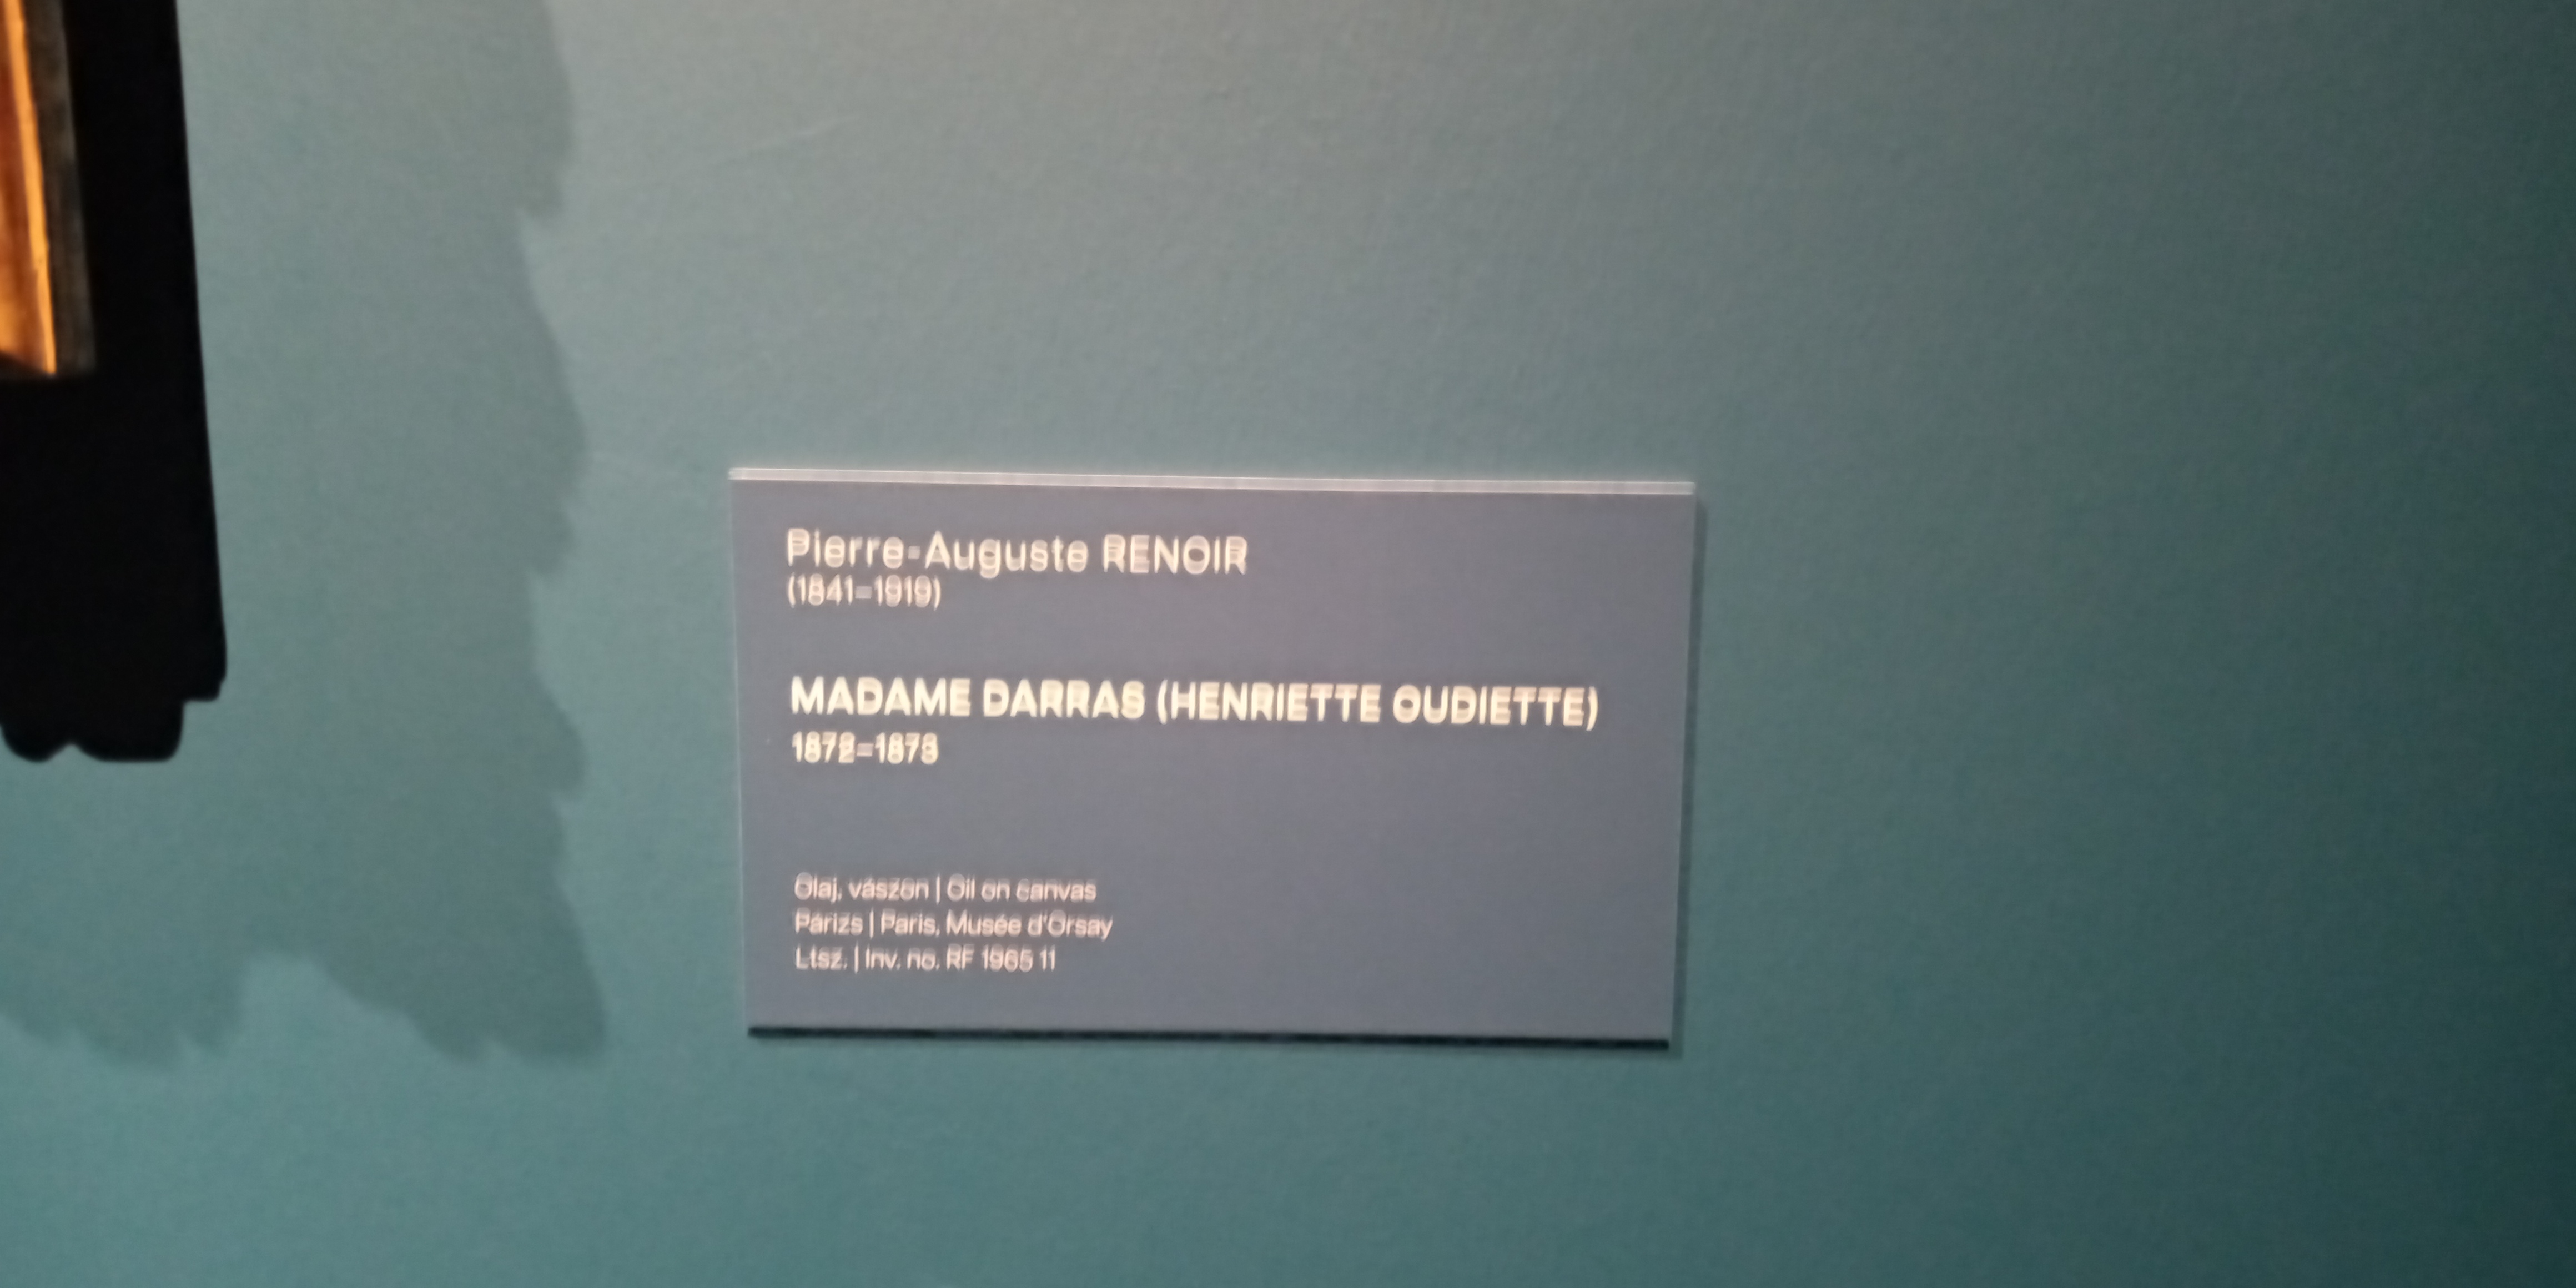 Pierre-Auguste RENOIR
(1841–1919)
MADAME DARRAS (HENRIETTE OUDIETTE)
1872–1873
Olaj, vászon | Oil on canvas
Párizs | Paris, Musée d'Orsay
Ltsz. | Inv. no. RF 1965 11